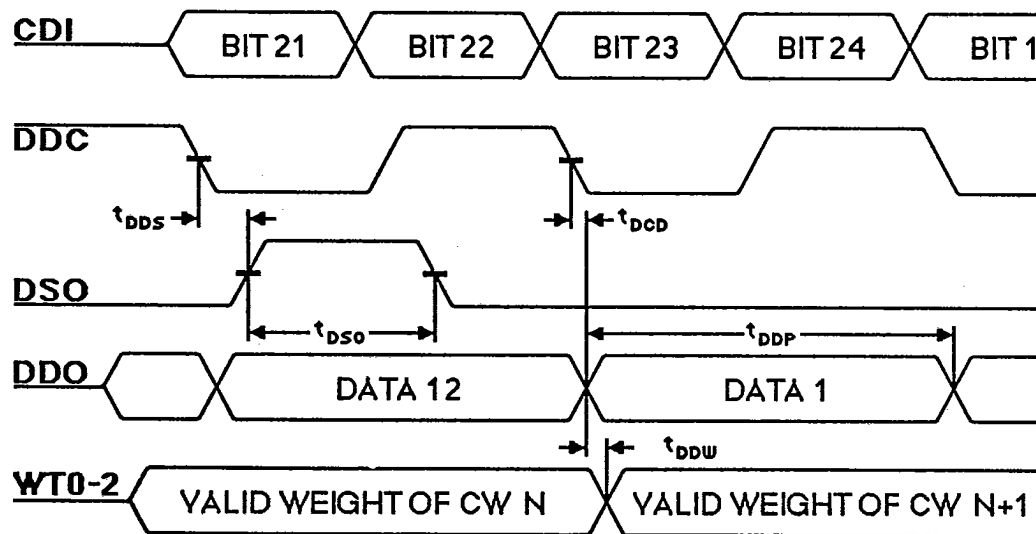 CDI BIT 21 BIT 22 BIT 23 BIT 24 BIT 1
DDC
tDDS tDCD
DSO
tDSO tDDP
DDO DATA 12 DATA 1
tDDW
WT0-2 VALID WEIGHT OF CW N VALID WEIGHT OF CW N+1